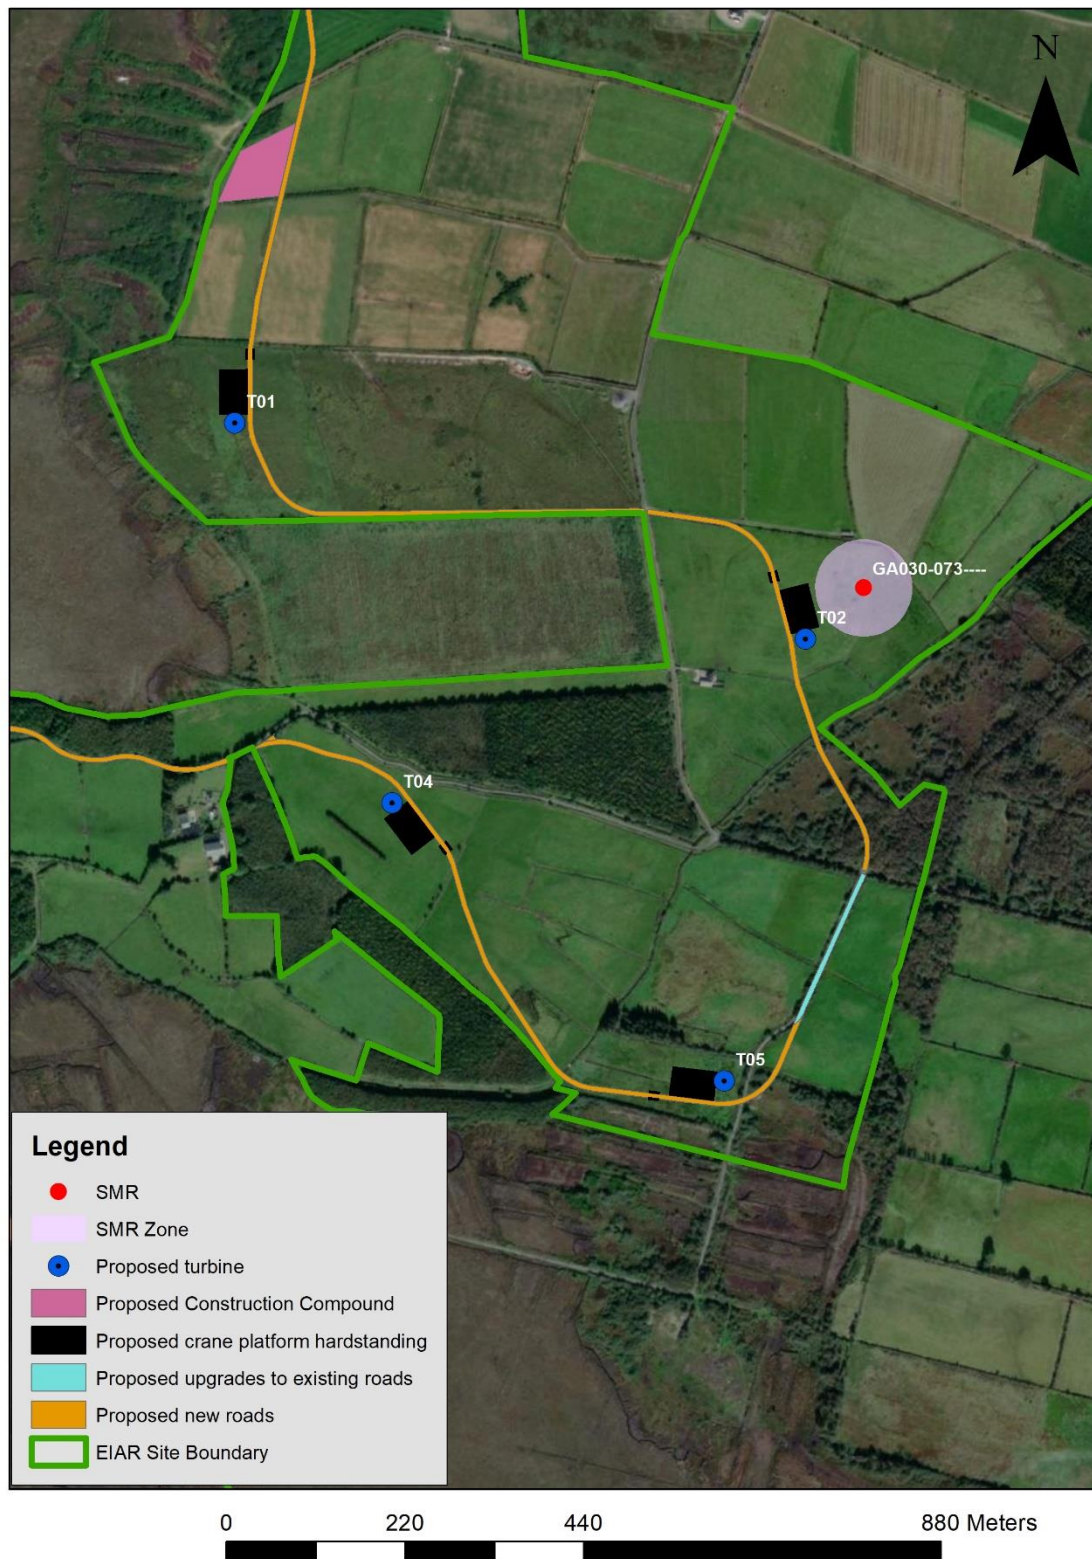 N
T01
GA030-073----
T02
T04
T05
Legend
SMR
SMR Zone
Proposed turbine
Proposed Construction Compound
Proposed crane platform hardstanding
Proposed upgrades to existing roads
Proposed new roads
EIAR Site Boundary
0 220 440 880 Meters